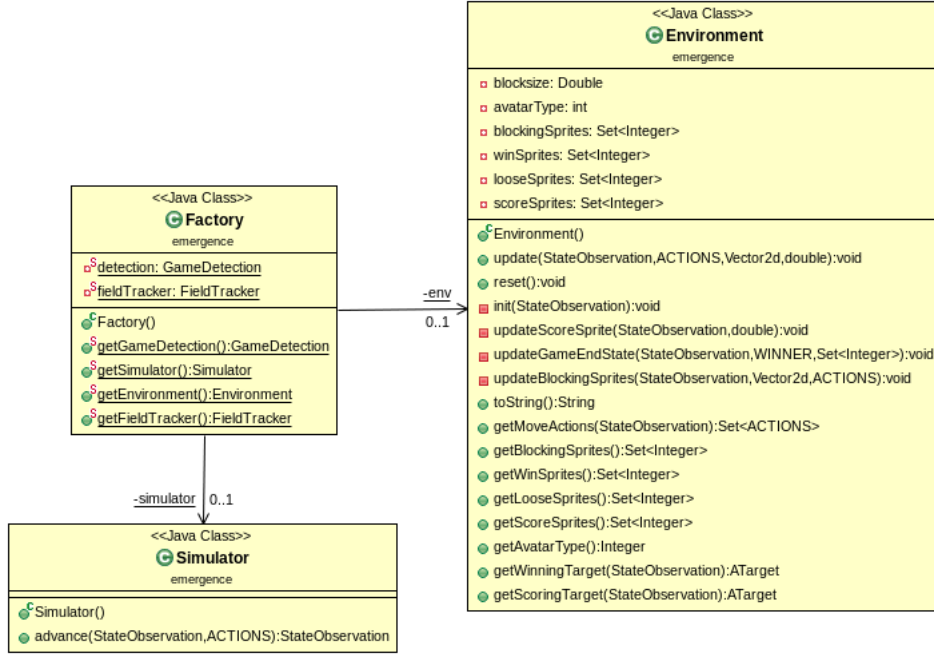 <<Java Class>>
Environment
emergence
blocksize: Double
avatarType: int
blockingSprites: Set<Integer>
winSprites: Set<Integer>
looseSprites: Set<Integer>
scoreSprites: Set<Integer>
Environment()
update(StateObservation,ACTIONS,Vector2d,double):void
reset():void
init(StateObservation):void
updateScoreSprite(StateObservation,double):void
updateGameEndState(StateObservation,WINNER,Set<Integer>):void
updateBlockingSprites(StateObservation,Vector2d,ACTIONS):void
toString():String
getMoveActions(StateObservation):Set<ACTIONS>
getBlockingSprites():Set<Integer>
getWinSprites():Set<Integer>
getLooseSprites():Set<Integer>
getScoreSprites():Set<Integer>
getAvatarType():Integer
getWinningTarget(StateObservation):ATarget
getScoringTarget(StateObservation):ATarget
<<Java Class>>
Factory
emergence
detection: GameDetection
fieldTracker: FieldTracker
Factory()
getGameDetection():GameDetection
getSimulator():Simulator
getEnvironment():Environment
getFieldTracker():FieldTracker
-env
0..1
-simulator 0..1
<<Java Class>>
Simulator
emergence
Simulator()
advance(StateObservation,ACTIONS):StateObservation